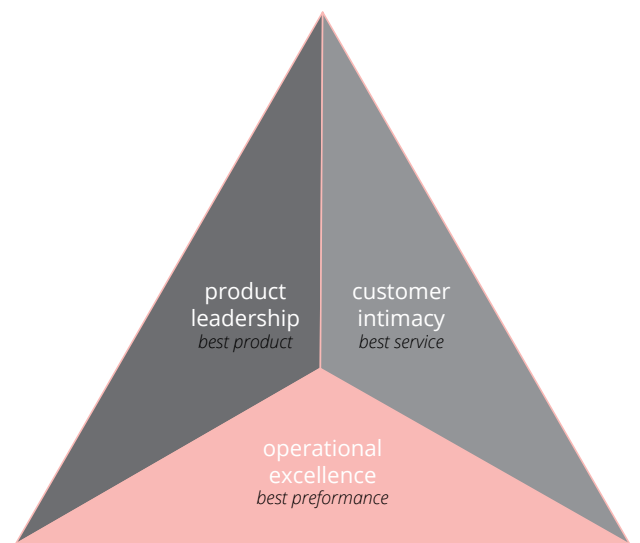 product
leadership
best product
customer
intimacy
best service
operational
excellence
best preformance